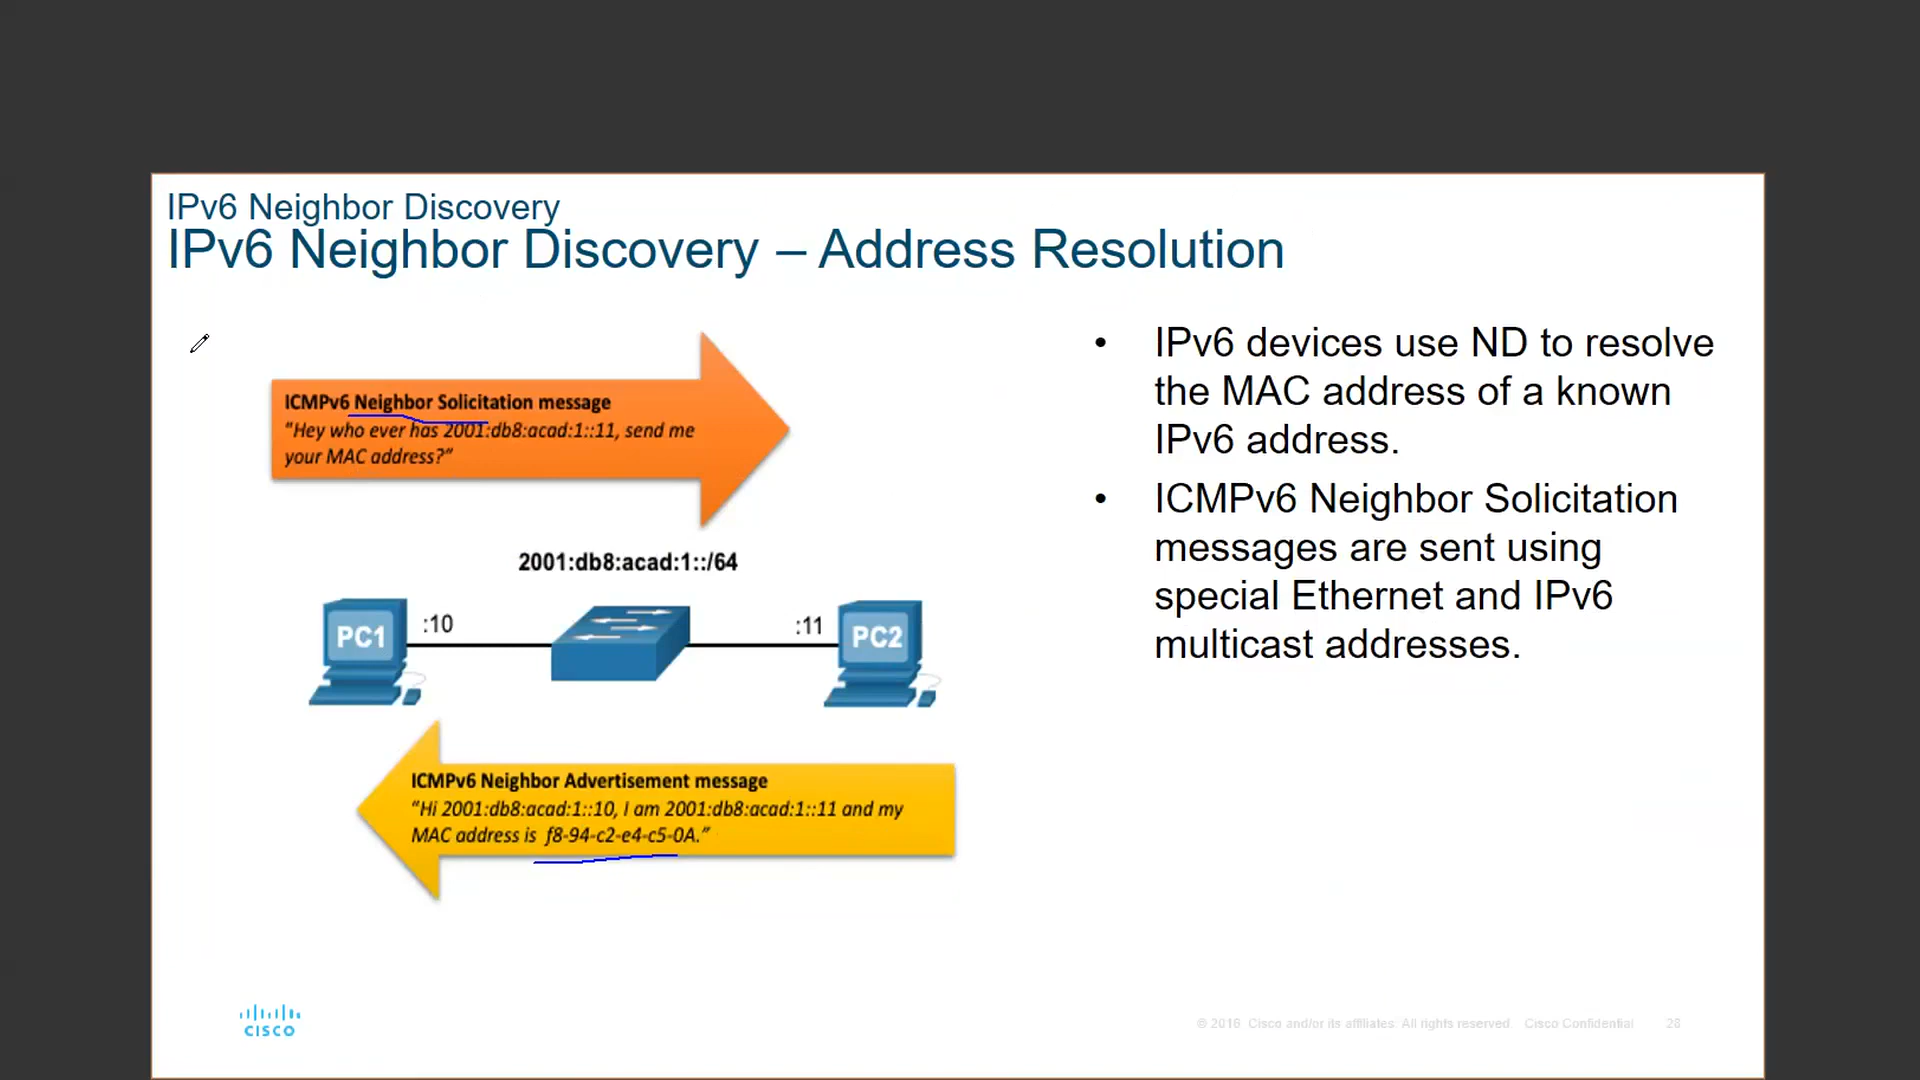 IPv6 Neighbor Discovery
IPv6 Neighbor Discovery – Address Resolution
ICMPv6 Neighbor Solicitation message
"Hey who ever has 2001:db8:acad:1::11, send me
your MAC address?"
2001:db8:acad:1::/64
PC1
:10
:11
PC2
ICMPv6 Neighbor Advertisement message
"Hi 2001:db8:acad:1::10, I am 2001:db8:acad:1::11 and my
MAC address is f8-94-c2-e4-c5-0A."
• IPv6 devices use ND to resolve
the MAC address of a known
IPv6 address.
• ICMPv6 Neighbor Solicitation
messages are sent using
special Ethernet and IPv6
multicast addresses.
CISCO
© 2016 Cisco and/or its affiliates. All rights reserved. Cisco Confidential 28